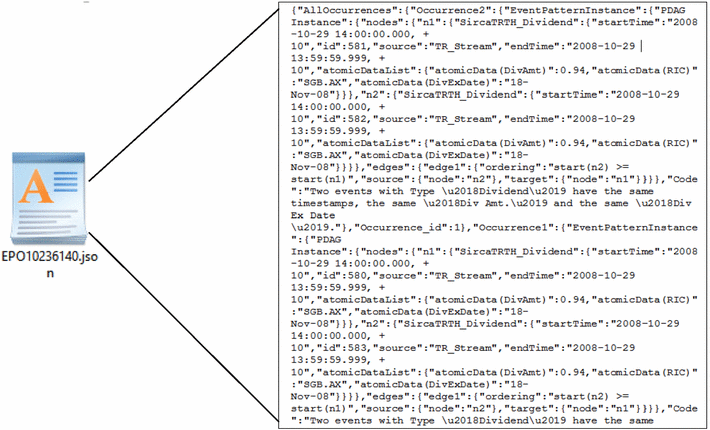 {"AllOccurrences":{"Occurrence2":{"EventPatternInstance":{"PDAG
Instance":{"nodes":{"n1":{"SircaTRTH_Dividend":{"startTime":"2008
-10-29 14:00:00.000, +
10","id":581,"source":"TR_Stream","endTime":"2008-10-29
13:59:59.999, +
10","atomicDataList":{"atomicData(DivAmt)":0.94,"atomicData(RIC)"
:"SGB.AX","atomicData(DivExDate)":"18-
Nov-08"}}},"n2":{"SircaTRTH_Dividend":{"startTime":"2008-10-29
14:00:00.000, +
10","id":582,"source":"TR_Stream","endTime":"2008-10-29
13:59:59.999, +
10","atomicDataList":{"atomicData(DivAmt)":0.94,"atomicData(RIC)"
:"SGB.AX","atomicData(DivExDate)":"18-
Nov-08"}}}},"edges":{"edge1":{"ordering":"start(n2) >=
start(n1)","source":{"node":"n2"},"target":{"node":"n1"}}}},"Code
":"Two events with Type \u2018Dividend\u2019 have the same
timestamps, the same \u2018Div Amt.\u2019 and the same \u2018Div
Ex Date
\u2019."},"Occurrence_id":1},"Occurrence1":{"EventPatternInstance
":{"PDAG
Instance":{"nodes":{"n1":{"SircaTRTH_Dividend":{"startTime":"2008
-10-29 14:00:00.000, +
10","id":580,"source":"TR_Stream","endTime":"2008-10-29
13:59:59.999, +
10","atomicDataList":{"atomicData(DivAmt)":0.94,"atomicData(RIC)"
:"SGB.AX","atomicData(DivExDate)":"18-
Nov-08"}}},"n2":{"SircaTRTH_Dividend":{"startTime":"2008-10-29
14:00:00.000, +
10","id":583,"source":"TR_Stream","endTime":"2008-10-29
13:59:59.999, +
10","atomicDataList":{"atomicData(DivAmt)":0.94,"atomicData(RIC)"
:"SGB.AX","atomicData(DivExDate)":"18-
Nov-08"}}}},"edges":{"edge1":{"ordering":"start(n2) >=
start(n1)","source":{"node":"n2"},"target":{"node":"n1"}}}},"Code
":"Two events with Type \u2018Dividend\u2019 have the same
A
EPO10236140.jso
n